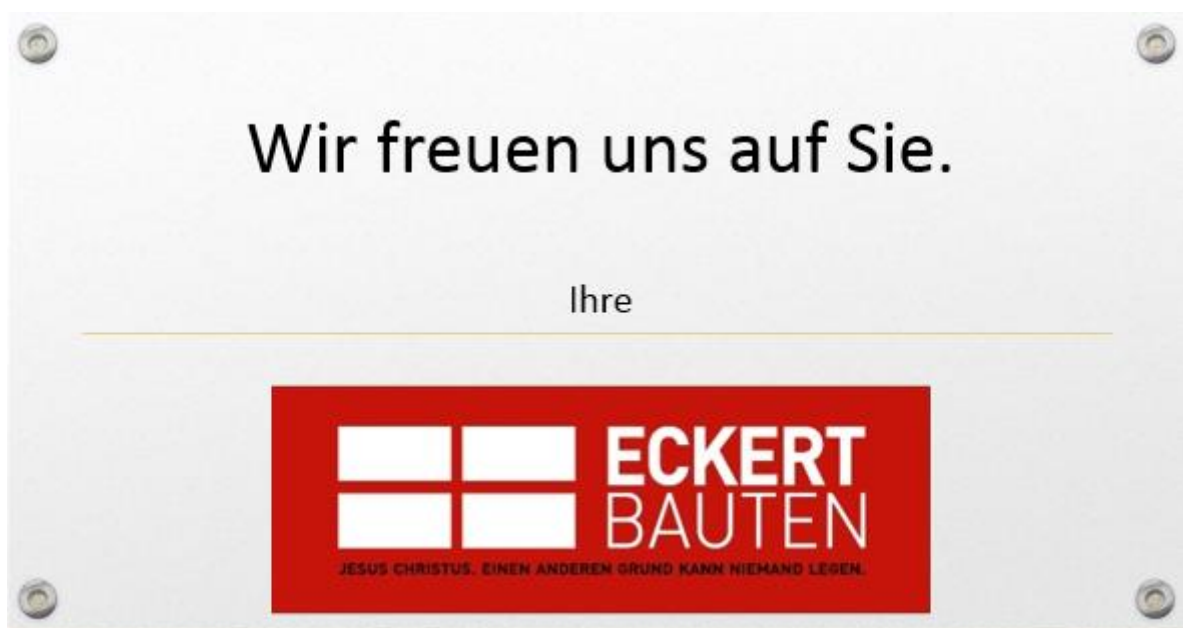 Wir freuen uns auf Sie.
Ihre
ECKERT
BAUTEN
JESUS CHRISTUS. EINEN ANDEREN GRUND KANN NIEMAND LEGEN.